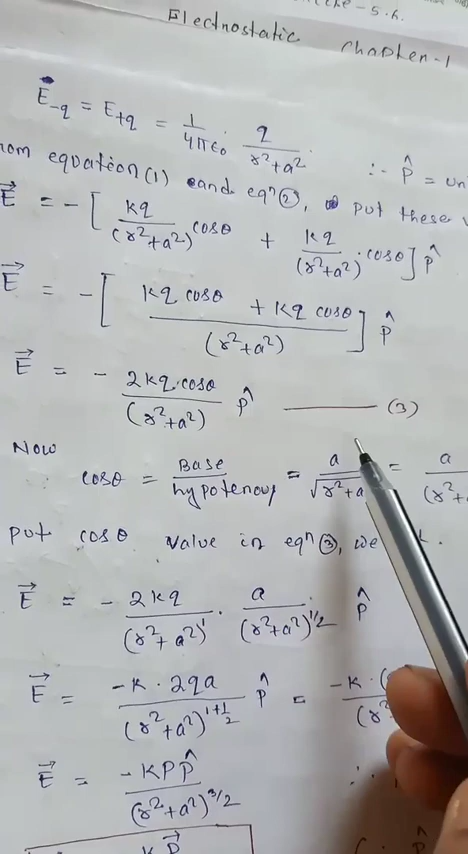 Electrostatic Chapter-1
E₋q = E₊q = 1/4πε₀ · q/r²+a² ∴ P̂ =
equation (1) and eqⁿ ②, put these
E⃗ = -[kq/(r²+a²) cosθ + kq/(r²+a²) · cosθ] P̂
E⃗ = -[kq cosθ + kq cosθ/(r²+a²)] P̂
E⃗ = - 2kq·cosθ/(r²+a²) P̂ —— (3)
Now
cosθ = Base/hypotenous = a/√r²+a = a/(r²+
Put cosθ value in eqⁿ ③, we
E⃗ = - 2kq/(r²+a²)¹ · a/(r²+a²)^1/2 P̂
E⃗ = -K·2qa/(r²+a²)^1+1/2 P̂ = -K·(
E⃗ = -KPP̂/(r²+a²)^3/2
K P⃗